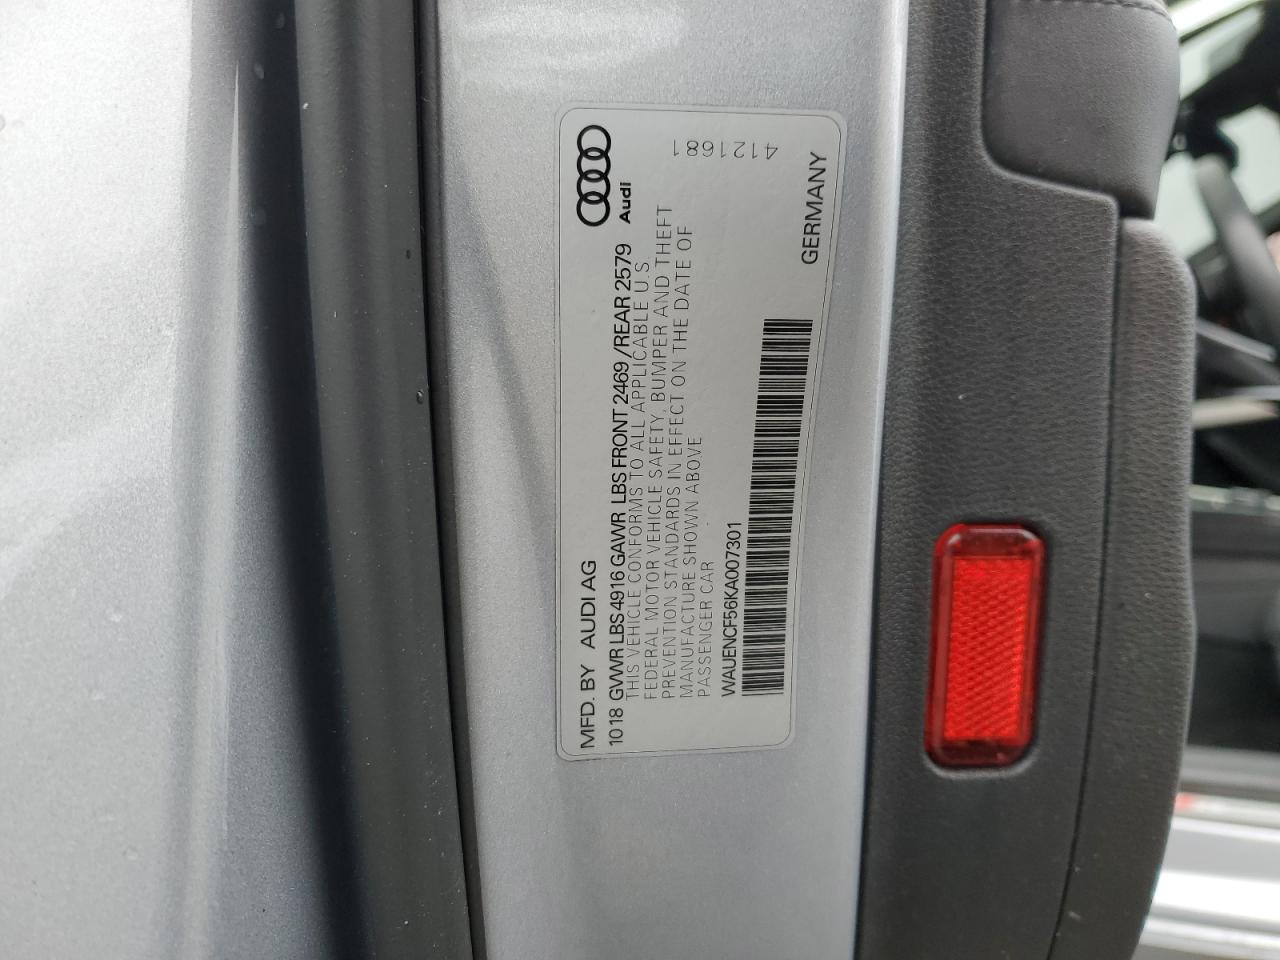 MFD. BY AUDI AG
1018 GVWR LBS 4916 GAWR LBS FRONT 2469 /REAR 2579
Audi
THIS VEHICLE CONFORMS TO ALL APPLICABLE U.S.
FEDERAL MOTOR VEHICLE SAFETY, BUMPER AND THEFT
PREVENTION STANDARDS IN EFFECT ON THE DATE OF
MANUFACTURE SHOWN ABOVE
PASSENGER CAR
WAUENCF56KA007301
4121681
GERMANY